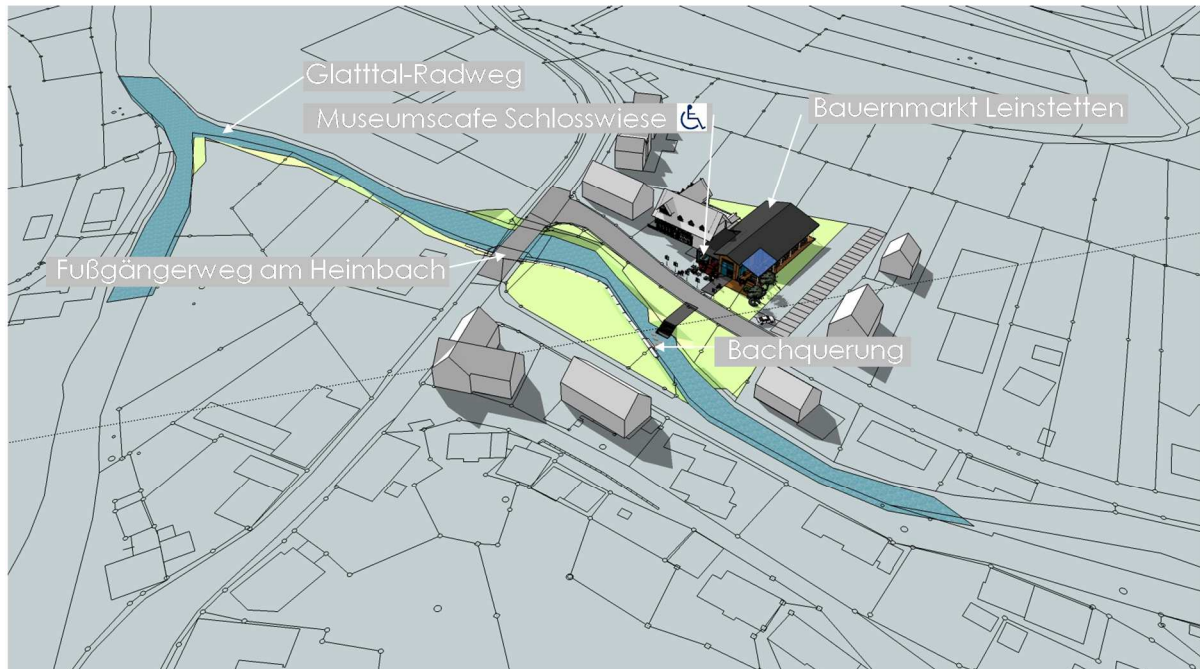 Glatttal-Radweg
Museumscafe Schlosswiese
Bauernmarkt Leinstetten
Fußgängerweg am Heimbach
Bachquerung